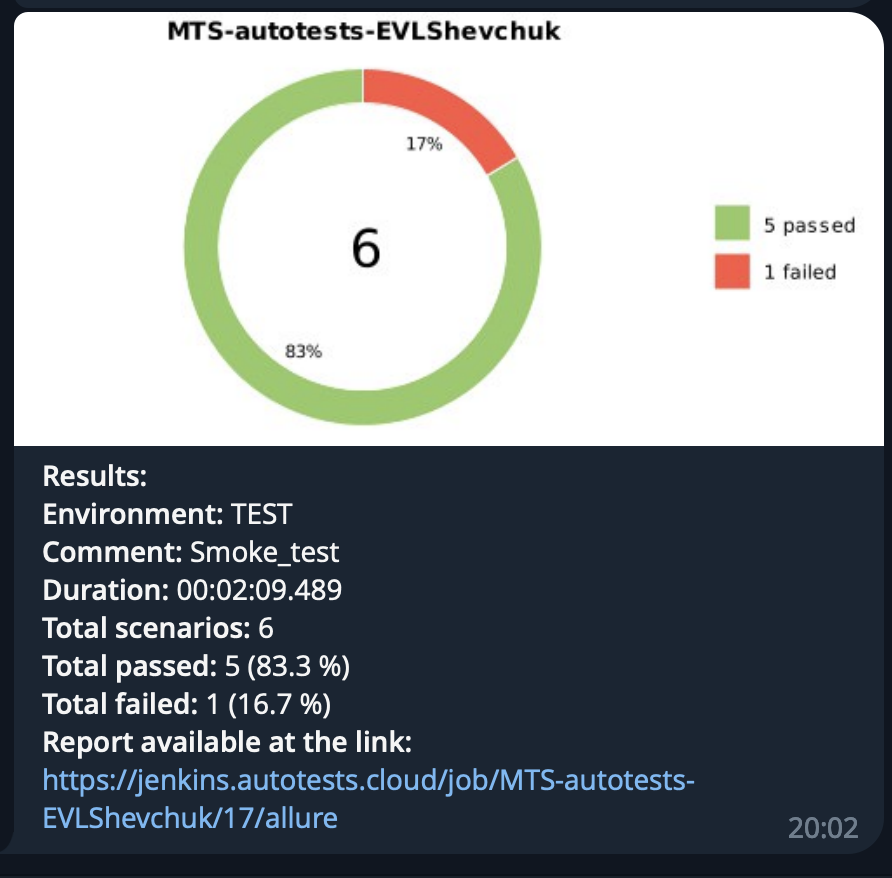 MTS-autotests-EVLShevchuk
17%
6
83%
5 passed
1 failed
Results:
Environment: TEST
Comment: Smoke_test
Duration: 00:02:09.489
Total scenarios: 6
Total passed: 5 (83.3 %)
Total failed: 1 (16.7 %)
Report available at the link:
https://jenkins.autotests.cloud/job/MTS-autotests-
EVLShevchuk/17/allure
20:02